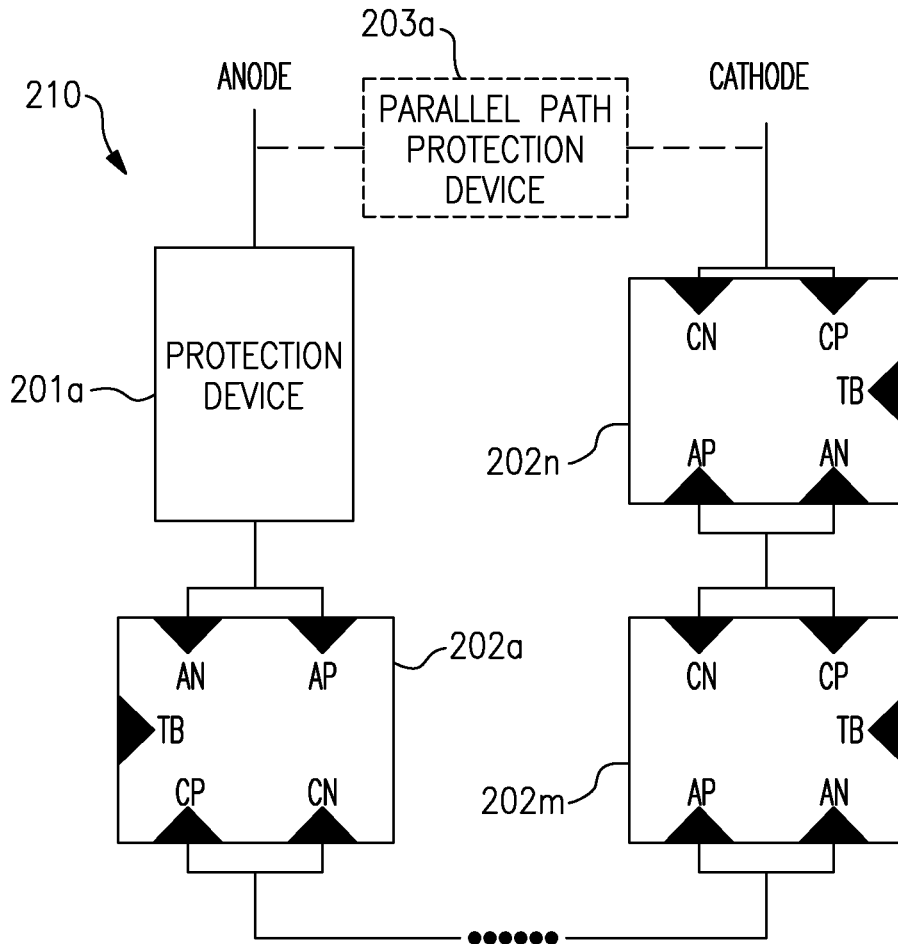 203a
ANODE
CATHODE
210
PARALLEL PATH
PROTECTION
DEVICE
PROTECTION
DEVICE
201a
CN CP
TB
AP AN
202n
AN AP
TB
CP CN
202a
CN CP
TB
AP AN
202m